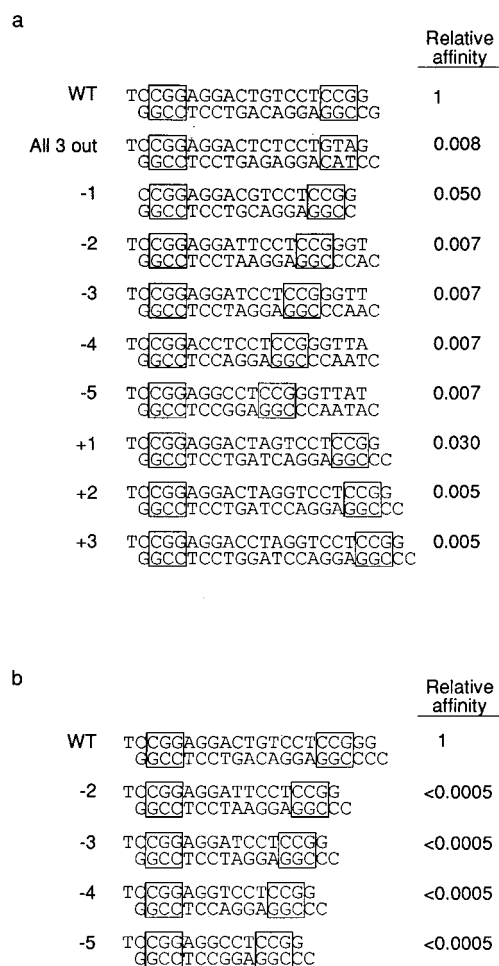 a
Relative
affinity
WT TCCGGAGGACTGTCCTCCGG 1
GGCCTCCTGACAGGAGGCCG
All 3 out TCCGGAGGACTCTCCTGTAG 0.008
GGCCTCCTGAGAGGACATCC
-1 CCGGAGGACGTCCTCCGG 0.050
GGCCTCCTGCAGGAGGCC
-2 TCCGGAGGATTCCTCCGGGT 0.007
GGCCTCCTAAGGAGGCCCAC
-3 TCCGGAGGATCCTCCGGGTT 0.007
GGCCTCCTAGGAGGCCCAAC
-4 TCCGGACCTCCTCCGGGTTA 0.007
GGCCTCCAGGAGGCCCAATC
-5 TCCGGAGGCCTCCGGGTTAT 0.007
GGCCTCCGGAGGCCCAATAC
+1 TCCGGAGGACTAGTCCTCCGG 0.030
GGCCTCCTGATCAGGAGGCCC
+2 TCCGGAGGACTAGGTCCTCCGG 0.005
GGCCTCCTGATCCAGGAGGCCC
+3 TCCGGAGGACCTAGGTCCTCCGG 0.005
GGCCTCCTGGATCCAGGAGGCCC
b
Relative
affinity
WT TCCGGAGGACTGTCCTCCGGG 1
GGCCTCCTGACAGGAGGCCCC
-2 TCCGGAGGATTCCTCCGG <0.0005
GGCCTCCTAAGGAGGCCC
-3 TCCGGAGGATCCTCCGG <0.0005
GGCCTCCTAGGAGGCCC
-4 TCCGGAGGTCCTCCGG <0.0005
GGCCTCCAGGAGGCCC
-5 TCCGGAGGCCTCCGG <0.0005
GGCCTCCGGAGGCCC